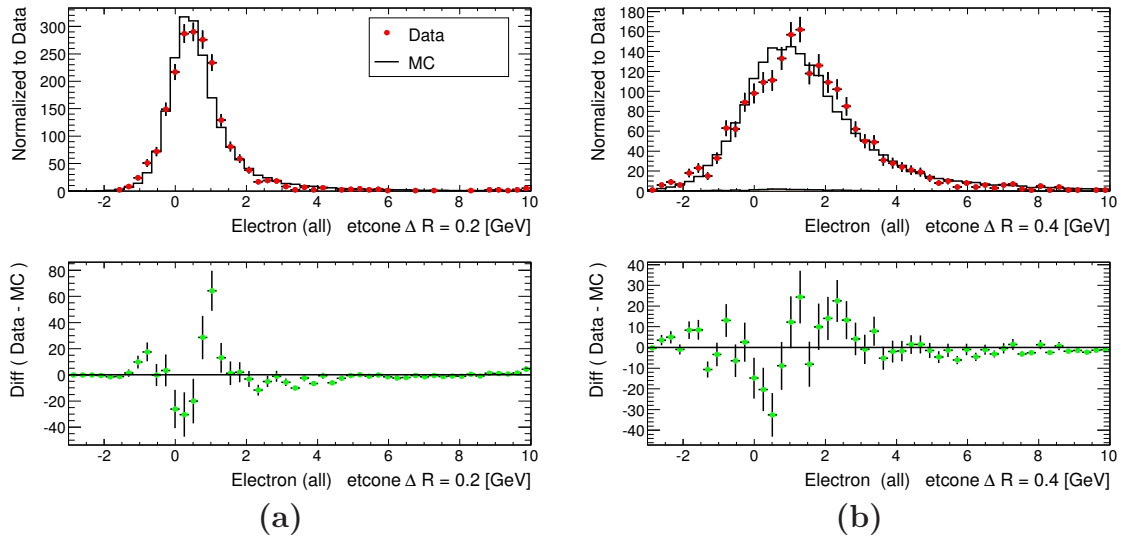 Normalized to Data
300
250
200
150
100
50
0
Data
MC
-2 0 2 4 6 8 10
Electron (all) etcone Δ R = 0.2 [GeV]
Normalized to Data
180
160
140
120
100
80
60
40
20
0
-2 0 2 4 6 8 10
Electron (all) etcone Δ R = 0.4 [GeV]
Diff ( Data - MC )
80
60
40
20
0
-20
-40
-2 0 2 4 6 8 10
Electron (all) etcone Δ R = 0.2 [GeV]
Diff ( Data - MC )
40
30
20
10
0
-10
-20
-30
-40
-2 0 2 4 6 8 10
Electron (all) etcone Δ R = 0.4 [GeV]
(a)
(b)